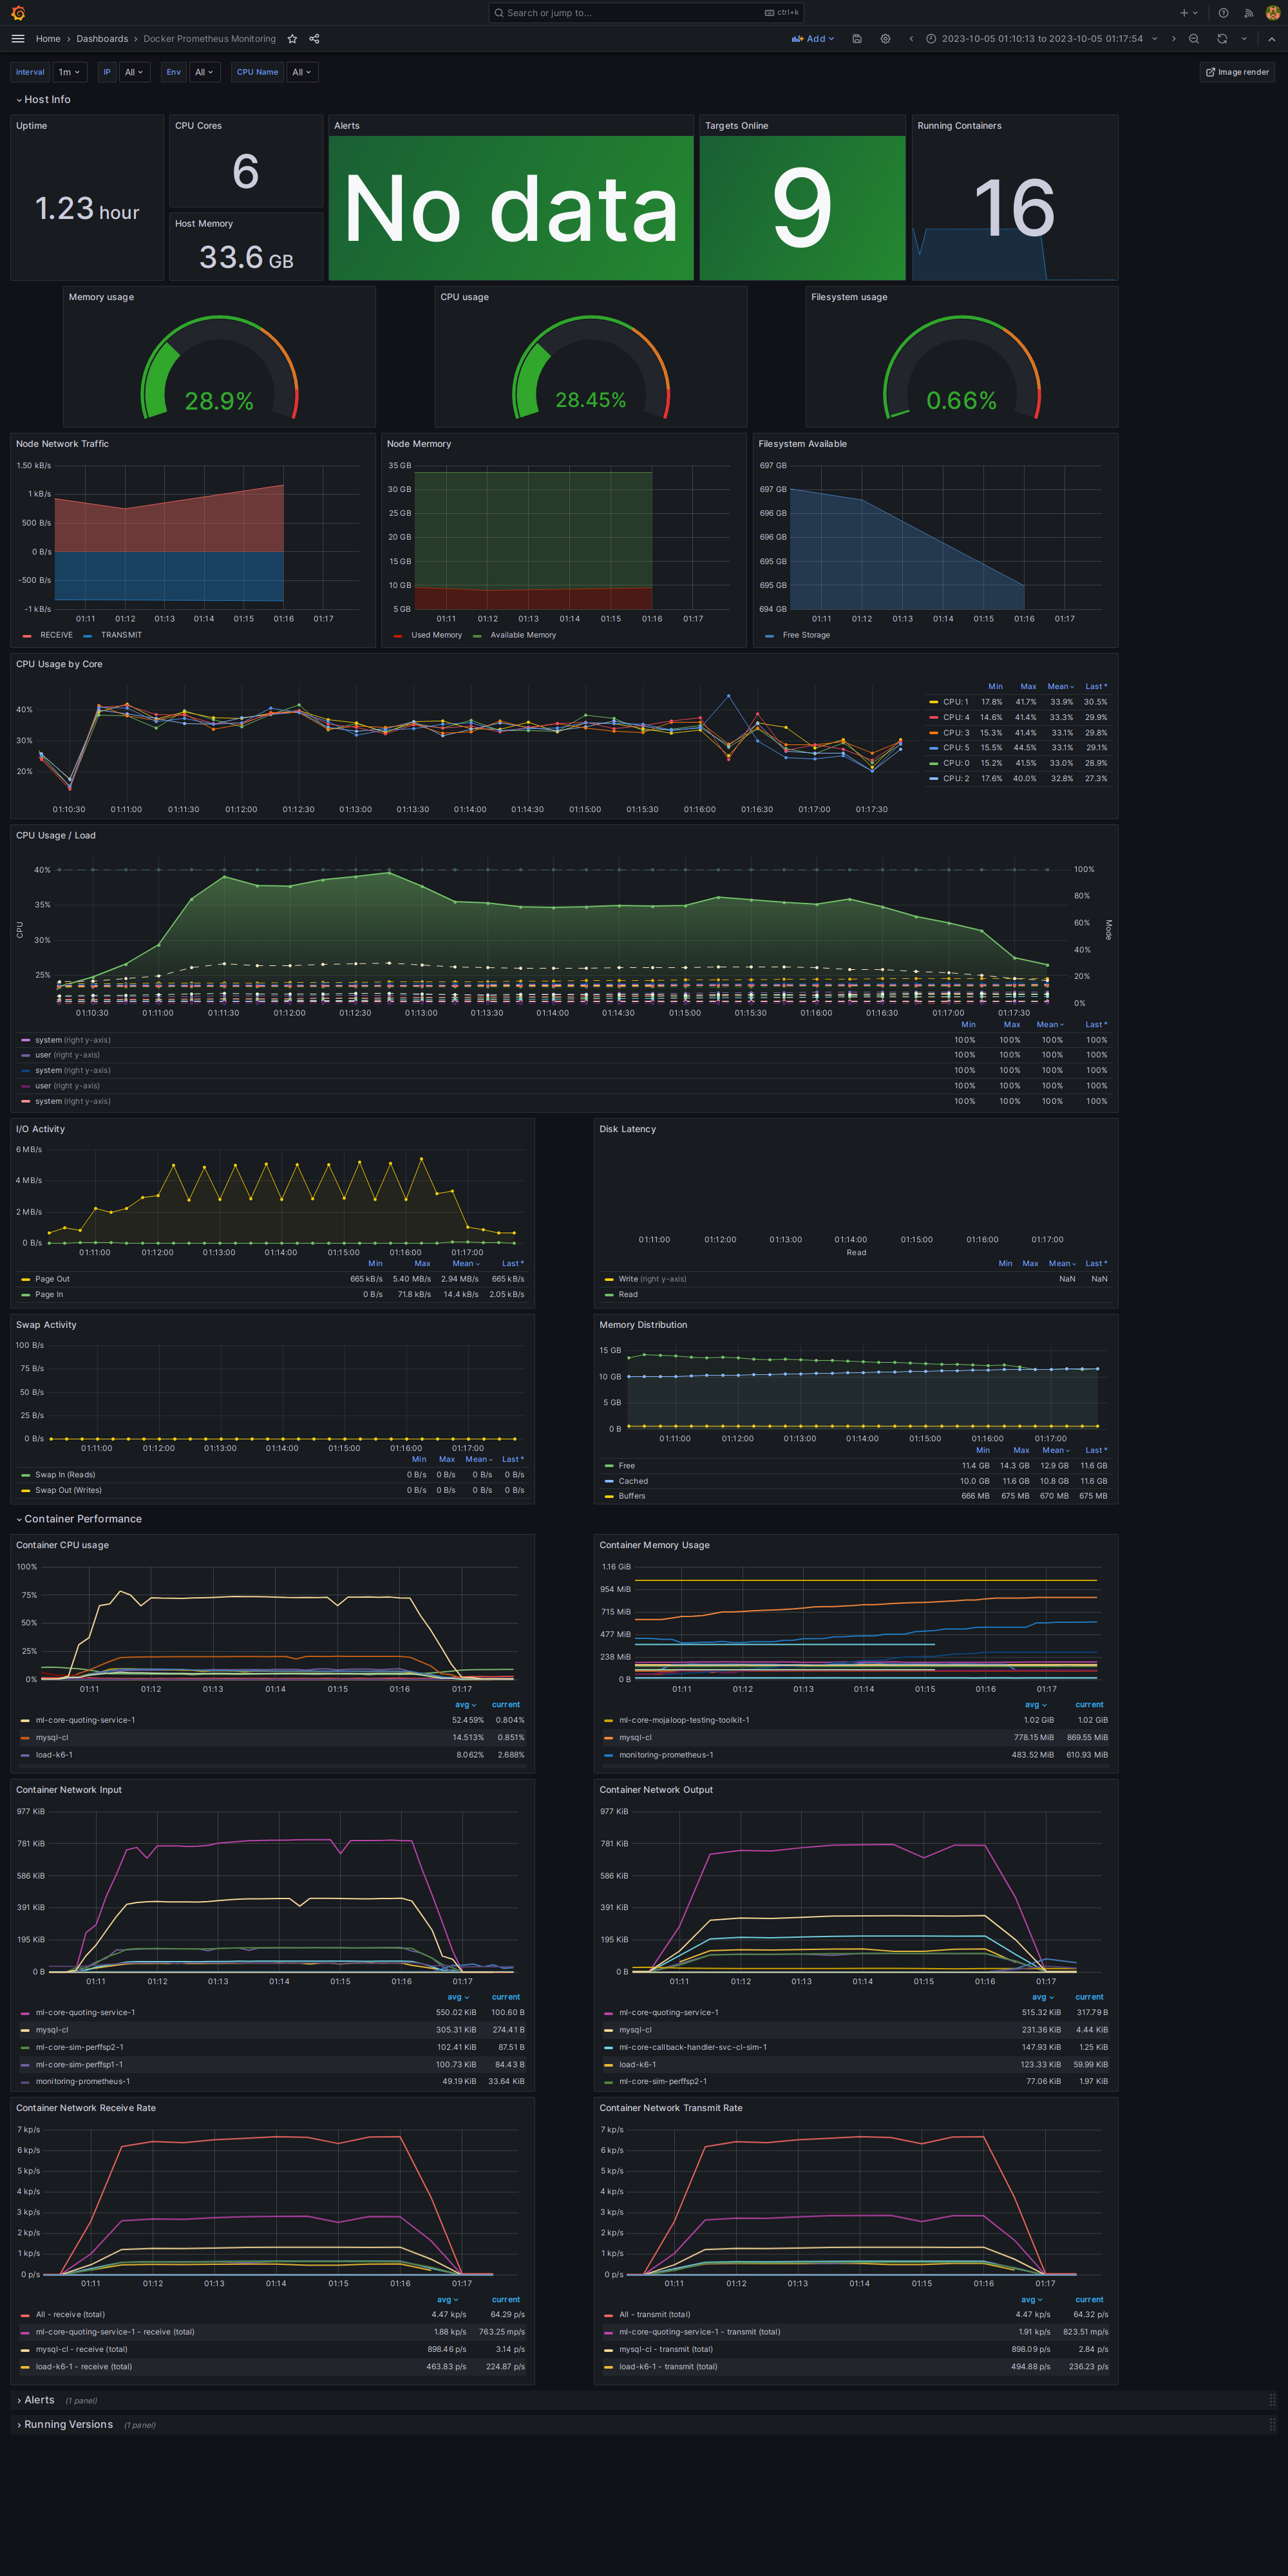 Search or jump to...
ctrl+k
Home › Dashboards › Docker Prometheus Monitoring
Add
2023-10-05 01:10:13 to 2023-10-05 01:17:54
interval 1m IP All Env All CPU Name All
Image render
Host Info
Uptime
1.23 hour
CPU Cores
6
Host Memory
33.6 GB
Alerts
No data
Targets Online
9
Running Containers
16
Memory usage
28.9%
CPU usage
28.45%
Filesystem usage
0.66%
Node Network Traffic
1.50 kB/s
1 kB/s
500 B/s
0 B/s
-500 B/s
-1 kB/s
01:11 01:12 01:13 01:14 01:15 01:16 01:17
RECEIVE TRANSMIT
Node Mermory
35 GB
30 GB
25 GB
20 GB
15 GB
10 GB
5 GB
01:11 01:12 01:13 01:14 01:15 01:16 01:17
Used Memory Available Memory
Filesystem Available
697 GB
697 GB
696 GB
696 GB
695 GB
695 GB
694 GB
01:11 01:12 01:13 01:14 01:15 01:16 01:17
Free Storage
CPU Usage by Core
40%
30%
20%
01:10:30 01:11:00 01:11:30 01:12:00 01:12:30 01:13:00 01:13:30 01:14:00 01:14:30 01:15:00 01:15:30 01:16:00 01:16:30 01:17:00 01:17:30
Min Max Mean Last *
CPU: 1 17.8% 41.7% 33.9% 30.5%
CPU: 4 14.6% 41.4% 33.3% 29.9%
CPU: 3 15.3% 41.4% 33.1% 29.8%
CPU: 5 15.5% 44.5% 33.1% 29.1%
CPU: 0 15.2% 41.5% 33.0% 28.9%
CPU: 2 17.6% 40.0% 32.8% 27.3%
CPU Usage / Load
CPU
40%
35%
30%
25%
100%
80%
60%
40%
20%
0%
Mode
01:10:30 01:11:00 01:11:30 01:12:00 01:12:30 01:13:00 01:13:30 01:14:00 01:14:30 01:15:00 01:15:30 01:16:00 01:16:30 01:17:00 01:17:30
Min Max Mean Last *
system (right y-axis) 100% 100% 100% 100%
user (right y-axis) 100% 100% 100% 100%
system (right y-axis) 100% 100% 100% 100%
user (right y-axis) 100% 100% 100% 100%
system (right y-axis) 100% 100% 100% 100%
I/O Activity
6 MB/s
4 MB/s
2 MB/s
0 B/s
01:11:00 01:12:00 01:13:00 01:14:00 01:15:00 01:16:00 01:17:00
Min Max Mean Last *
Page Out 665 kB/s 5.40 MB/s 2.94 MB/s 665 kB/s
Page In 0 B/s 71.8 kB/s 14.4 kB/s 2.05 kB/s
Disk Latency
01:11:00 01:12:00 01:13:00 01:14:00 01:15:00 01:16:00 01:17:00
Read
Min Max Mean Last *
Write (right y-axis) NaN NaN
Read
Swap Activity
100 B/s
75 B/s
50 B/s
25 B/s
0 B/s
01:11:00 01:12:00 01:13:00 01:14:00 01:15:00 01:16:00 01:17:00
Min Max Mean Last *
Swap In (Reads) 0 B/s 0 B/s 0 B/s 0 B/s
Swap Out (Writes) 0 B/s 0 B/s 0 B/s 0 B/s
Memory Distribution
15 GB
10 GB
5 GB
0 B
01:11:00 01:12:00 01:13:00 01:14:00 01:15:00 01:16:00 01:17:00
Min Max Mean Last *
Free 11.4 GB 14.3 GB 12.9 GB 11.6 GB
Cached 10.0 GB 11.6 GB 10.8 GB 11.6 GB
Buffers 666 MB 675 MB 670 MB 675 MB
Container Performance
Container CPU usage
100%
75%
50%
25%
0%
01:11 01:12 01:13 01:14 01:15 01:16 01:17
avg current
ml-core-quoting-service-1 52.459% 0.804%
mysql-cl 14.513% 0.851%
load-k6-1 8.062% 2.688%
Container Memory Usage
1.16 GiB
954 MiB
715 MiB
477 MiB
238 MiB
0 B
01:11 01:12 01:13 01:14 01:15 01:16 01:17
avg current
ml-core-mojaloop-testing-toolkit-1 1.02 GiB 1.02 GiB
mysql-cl 778.15 MiB 869.55 MiB
monitoring-prometheus-1 483.52 MiB 610.93 MiB
Container Network Input
977 KiB
781 KiB
586 KiB
391 KiB
195 KiB
0 B
01:11 01:12 01:13 01:14 01:15 01:16 01:17
avg current
ml-core-quoting-service-1 550.02 KiB 100.60 B
mysql-cl 305.31 KiB 274.41 B
ml-core-sim-perffsp2-1 102.41 KiB 87.51 B
ml-core-sim-perffsp1-1 100.73 KiB 84.43 B
monitoring-prometheus-1 49.19 KiB 33.64 KiB
Container Network Output
977 KiB
781 KiB
586 KiB
391 KiB
195 KiB
0 B
01:11 01:12 01:13 01:14 01:15 01:16 01:17
avg current
ml-core-quoting-service-1 515.32 KiB 317.79 B
mysql-cl 231.36 KiB 4.44 KiB
ml-core-callback-handler-svc-cl-sim-1 147.93 KiB 1.25 KiB
load-k6-1 123.33 KiB 59.99 KiB
ml-core-sim-perffsp2-1 77.06 KiB 1.97 KiB
Container Network Receive Rate
7 kp/s
6 kp/s
5 kp/s
4 kp/s
3 kp/s
2 kp/s
1 kp/s
0 p/s
01:11 01:12 01:13 01:14 01:15 01:16 01:17
avg current
All - receive (total) 4.47 kp/s 64.29 p/s
ml-core-quoting-service-1 - receive (total) 1.88 kp/s 763.25 mp/s
mysql-cl - receive (total) 898.46 p/s 3.14 p/s
load-k6-1 - receive (total) 463.83 p/s 224.87 p/s
Container Network Transmit Rate
7 kp/s
6 kp/s
5 kp/s
4 kp/s
3 kp/s
2 kp/s
1 kp/s
0 p/s
01:11 01:12 01:13 01:14 01:15 01:16 01:17
avg current
All - transmit (total) 4.47 kp/s 64.32 p/s
ml-core-quoting-service-1 - transmit (total) 1.91 kp/s 823.51 mp/s
mysql-cl - transmit (total) 898.09 p/s 2.84 p/s
load-k6-1 - transmit (total) 494.88 p/s 236.23 p/s
Alerts (1 panel)
Running Versions (1 panel)